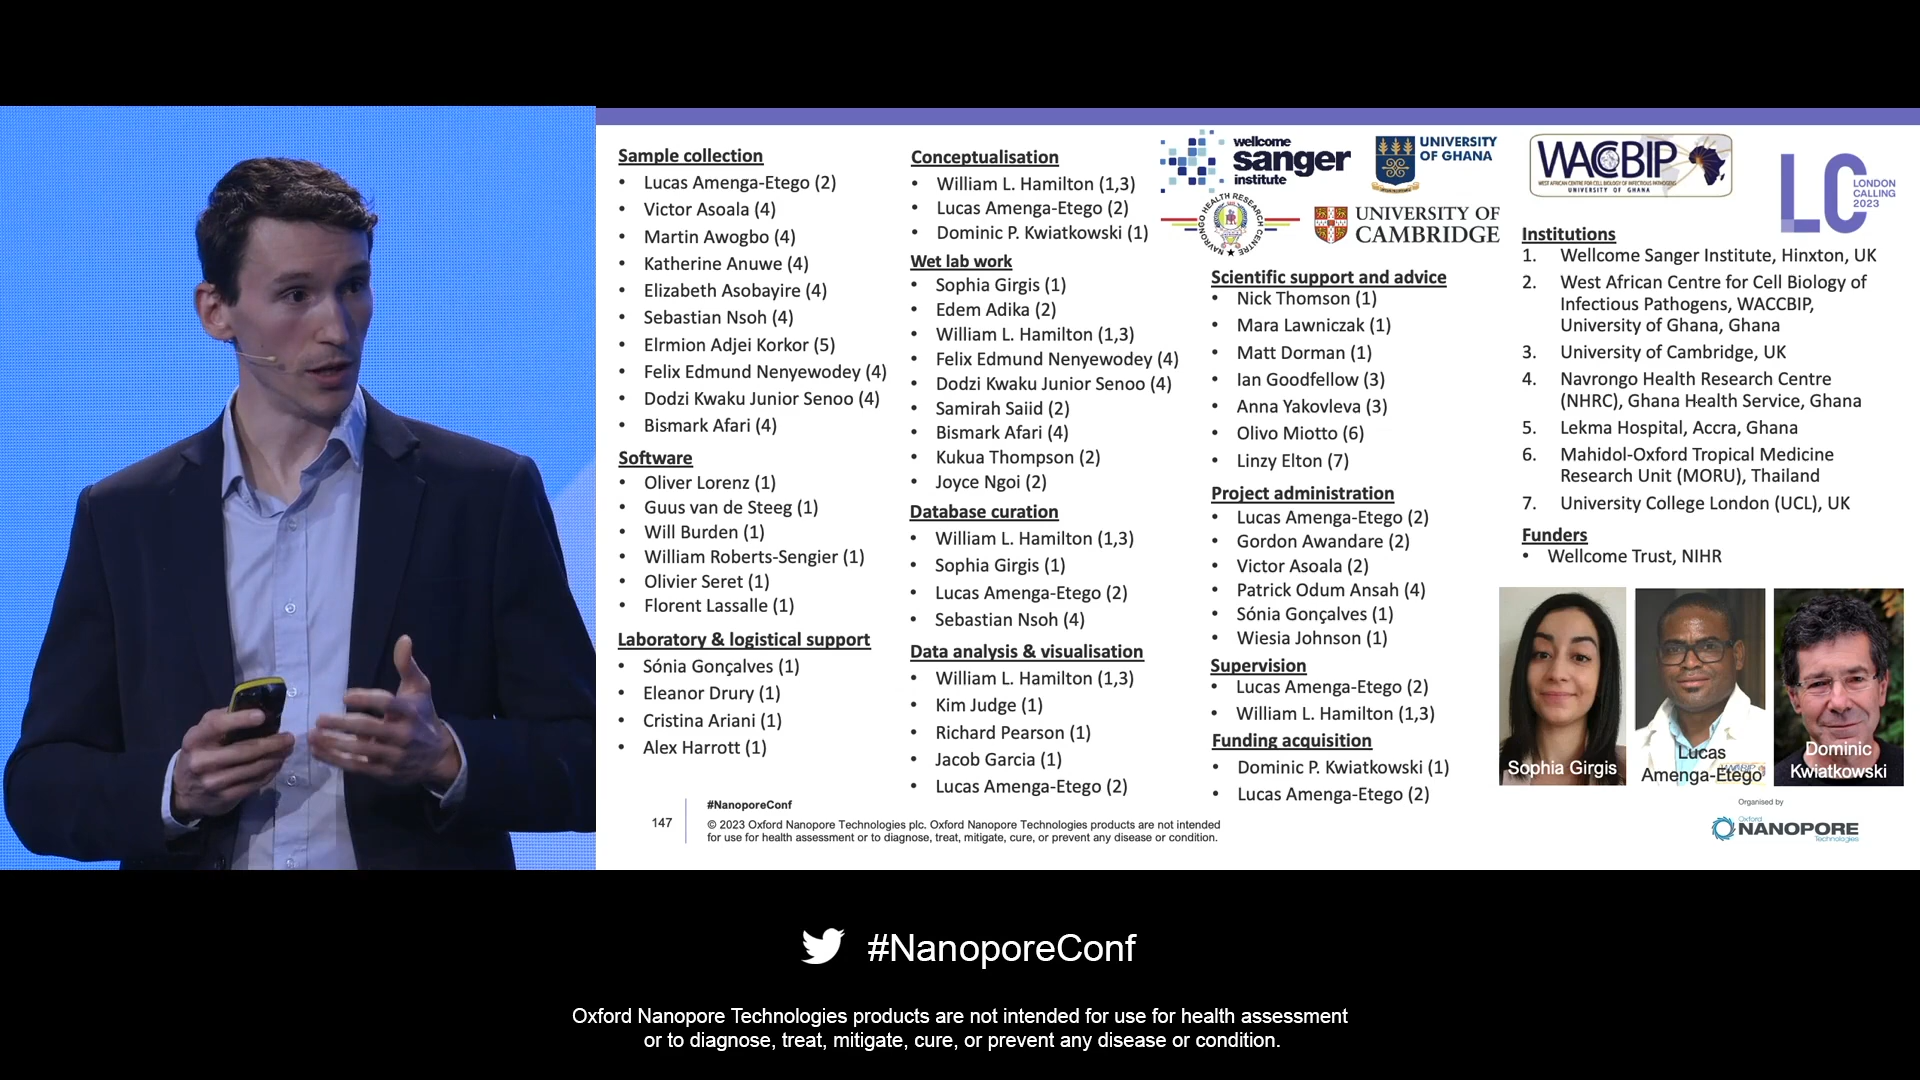 Sample collection
• Lucas Amenga-Etego (2)
• Victor Asoala (4)
• Martin Awogbo (4)
• Katherine Anuwe (4)
• Elizabeth Asobayire (4)
• Sebastian Nsoh (4)
• Elrmion Adjei Korkor (5)
• Felix Edmund Nenyewodey (4)
• Dodzi Kwaku Junior Senoo (4)
• Bismark Afari (4)
Software
• Oliver Lorenz (1)
• Guus van de Steeg (1)
• Will Burden (1)
• William Roberts-Sengier (1)
• Olivier Seret (1)
• Florent Lassalle (1)
Laboratory & logistical support
• Sónia Gonçalves (1)
• Eleanor Drury (1)
• Cristina Ariani (1)
• Alex Harrott (1)
Conceptualisation
• William L. Hamilton (1,3)
• Lucas Amenga-Etego (2)
• Dominic P. Kwiatkowski (1)
Wet lab work
• Sophia Girgis (1)
• Edem Adika (2)
• William L. Hamilton (1,3)
• Felix Edmund Nenyewodey (4)
• Dodzi Kwaku Junior Senoo (4)
• Samirah Saiid (2)
• Bismark Afari (4)
• Kukua Thompson (2)
• Joyce Ngoi (2)
Database curation
• William L. Hamilton (1,3)
• Sophia Girgis (1)
• Lucas Amenga-Etego (2)
• Sebastian Nsoh (4)
Data analysis & visualisation
• William L. Hamilton (1,3)
• Kim Judge (1)
• Richard Pearson (1)
• Jacob Garcia (1)
• Lucas Amenga-Etego (2)
wellcome
sanger
institute
UNIVERSITY
OF GHANA
NAVRONGO HEALTH RESEARCH CENTRE
UNIVERSITY OF
CAMBRIDGE
WACCBIP
WEST AFRICAN CENTRE FOR CELL BIOLOGY OF INFECTIOUS PATHOGENS
UNIVERSITY OF GHANA
LC
LONDON
CALLING
2023
Scientific support and advice
• Nick Thomson (1)
• Mara Lawniczak (1)
• Matt Dorman (1)
• Ian Goodfellow (3)
• Anna Yakovleva (3)
• Olivo Miotto (6)
• Linzy Elton (7)
Project administration
• Lucas Amenga-Etego (2)
• Gordon Awandare (2)
• Victor Asoala (2)
• Patrick Odum Ansah (4)
• Sónia Gonçalves (1)
• Wiesia Johnson (1)
Supervision
• Lucas Amenga-Etego (2)
• William L. Hamilton (1,3)
Funding acquisition
• Dominic P. Kwiatkowski (1)
• Lucas Amenga-Etego (2)
Institutions
1. Wellcome Sanger Institute, Hinxton, UK
2. West African Centre for Cell Biology of
Infectious Pathogens, WACCBIP,
University of Ghana, Ghana
3. University of Cambridge, UK
4. Navrongo Health Research Centre
(NHRC), Ghana Health Service, Ghana
5. Lekma Hospital, Accra, Ghana
6. Mahidol-Oxford Tropical Medicine
Research Unit (MORU), Thailand
7. University College London (UCL), UK
Funders
• Wellcome Trust, NIHR
Sophia Girgis
Lucas
Amenga-Etego
Dominic
Kwiatkowski
147
#NanoporeConf
© 2023 Oxford Nanopore Technologies plc. Oxford Nanopore Technologies products are not intended
for use for health assessment or to diagnose, treat, mitigate, cure, or prevent any disease or condition.
Organised by
Oxford
NANOPORE
Technologies
#NanoporeConf
Oxford Nanopore Technologies products are not intended for use for health assessment
or to diagnose, treat, mitigate, cure, or prevent any disease or condition.